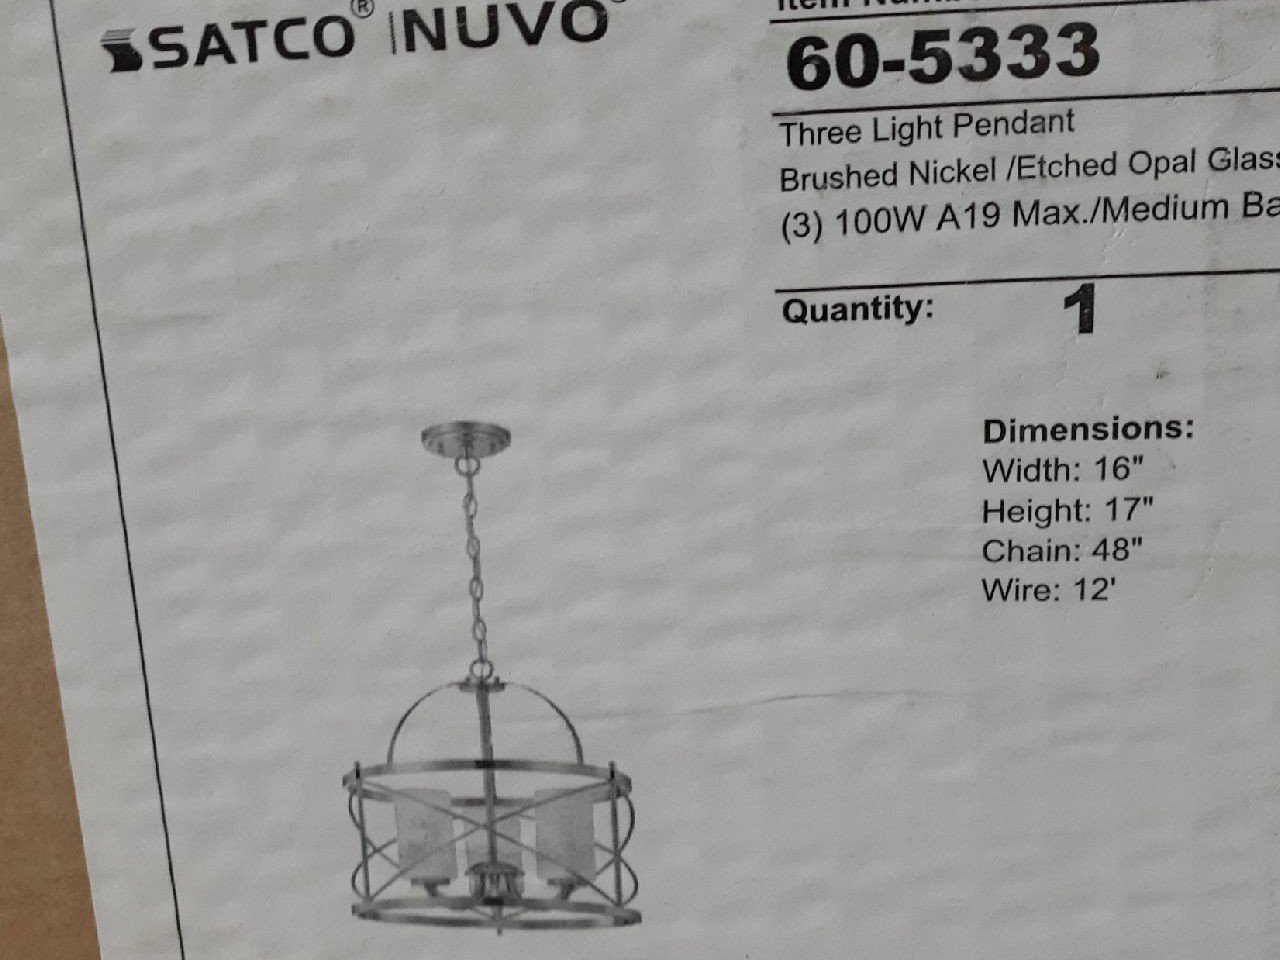 SATCO® | NUVO
60-5333
Three Light Pendant
Brushed Nickel /Etched Opal Glass
(3) 100W A19 Max./Medium
Quantity: 1
Dimensions:
Width: 16"
Height: 17"
Chain: 48"
Wire: 12'